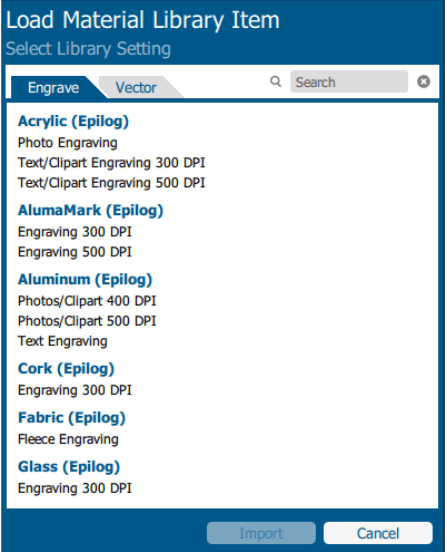 Load Material Library Item
Select Library Setting
Engrave
Vector
Search
Acrylic (Epilog)
Photo Engraving
Text/Clipart Engraving 300 DPI
Text/Clipart Engraving 500 DPI
AlumaMark (Epilog)
Engraving 300 DPI
Engraving 500 DPI
Aluminum (Epilog)
Photos/Clipart 400 DPI
Photos/Clipart 500 DPI
Text Engraving
Cork (Epilog)
Engraving 300 DPI
Fabric (Epilog)
Fleece Engraving
Glass (Epilog)
Engraving 300 DPI
Import
Cancel